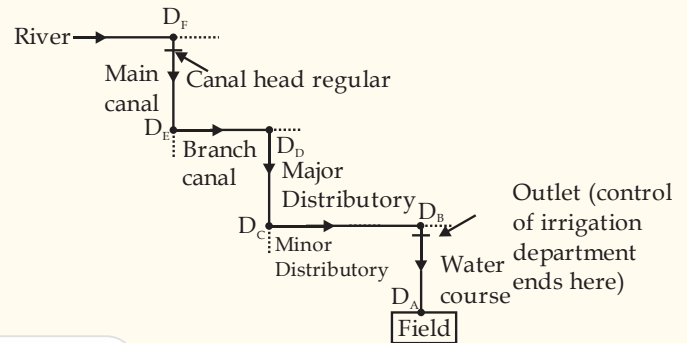 D_F
River
Main
canal
Canal head regular
D_E
Branch
canal
D_D
Major
Distributory
D_C
Minor
Distributory
D_B
Outlet (control
of irrigation
department
ends here)
Water
course
D_A
Field